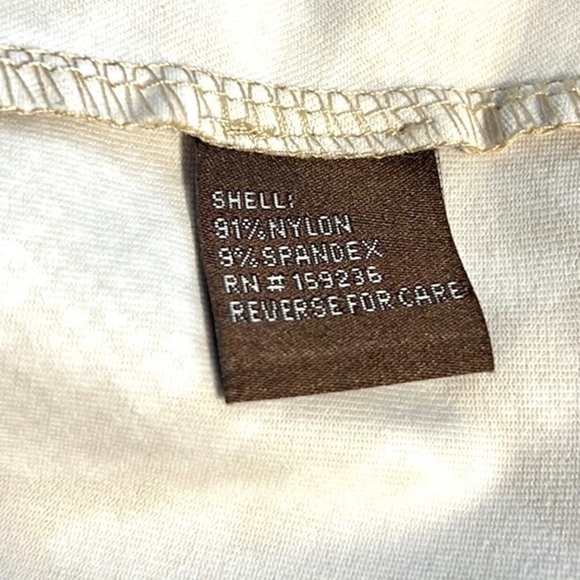 SHELL:
91% NYLON
9% SPANDEX
RN # 159236
REVERSE FOR CARE